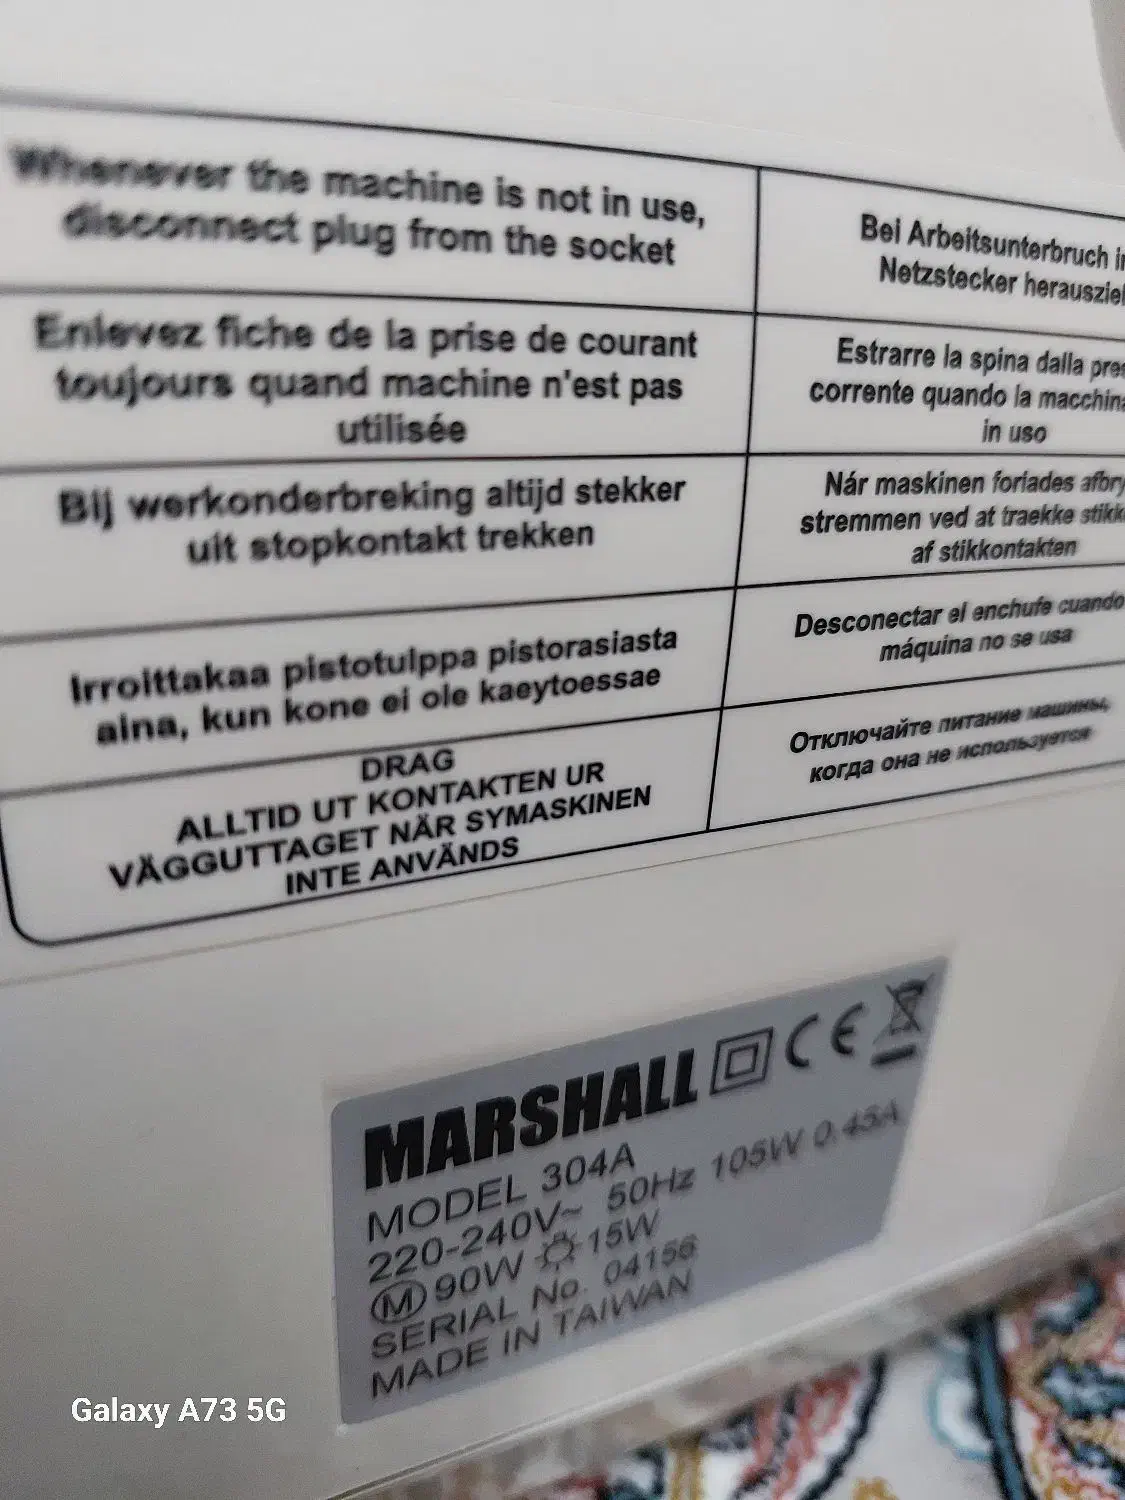 Whenever the machine is not in use,
disconnect plug from the socket
Bei Arbeitsunterbruch
Netzstecker
Enlevez fiche de la prise de courant
toujours quand machine n'est pas
utilisée
Estrarre la spina dalla
corrente quando la
in uso
Bij werkonderbreking altijd stekker
uit stopkontakt trekken
Nár maskinen forlades
stremmen ved at traekke
af stikkontakten
Irroittakaa pistotulppa pistorasiasta
aina, kun kone ei ole kaeytoessae
Desconectar el enchufe cuando
máquina no se usa
DRAG
ALLTID UT KONTAKTEN UR
VÄGGUTTAGET NÄR SYMASKINEN
INTE ANVÄNDS
Отключайте питание машины,
когда она не используется
MARSHALL CE
MODEL 304A
220-240V~ 50Hz 105W 0.45A
M 90W 15W
SERIAL No. 04156
MADE IN TAIWAN
Galaxy A73 5G